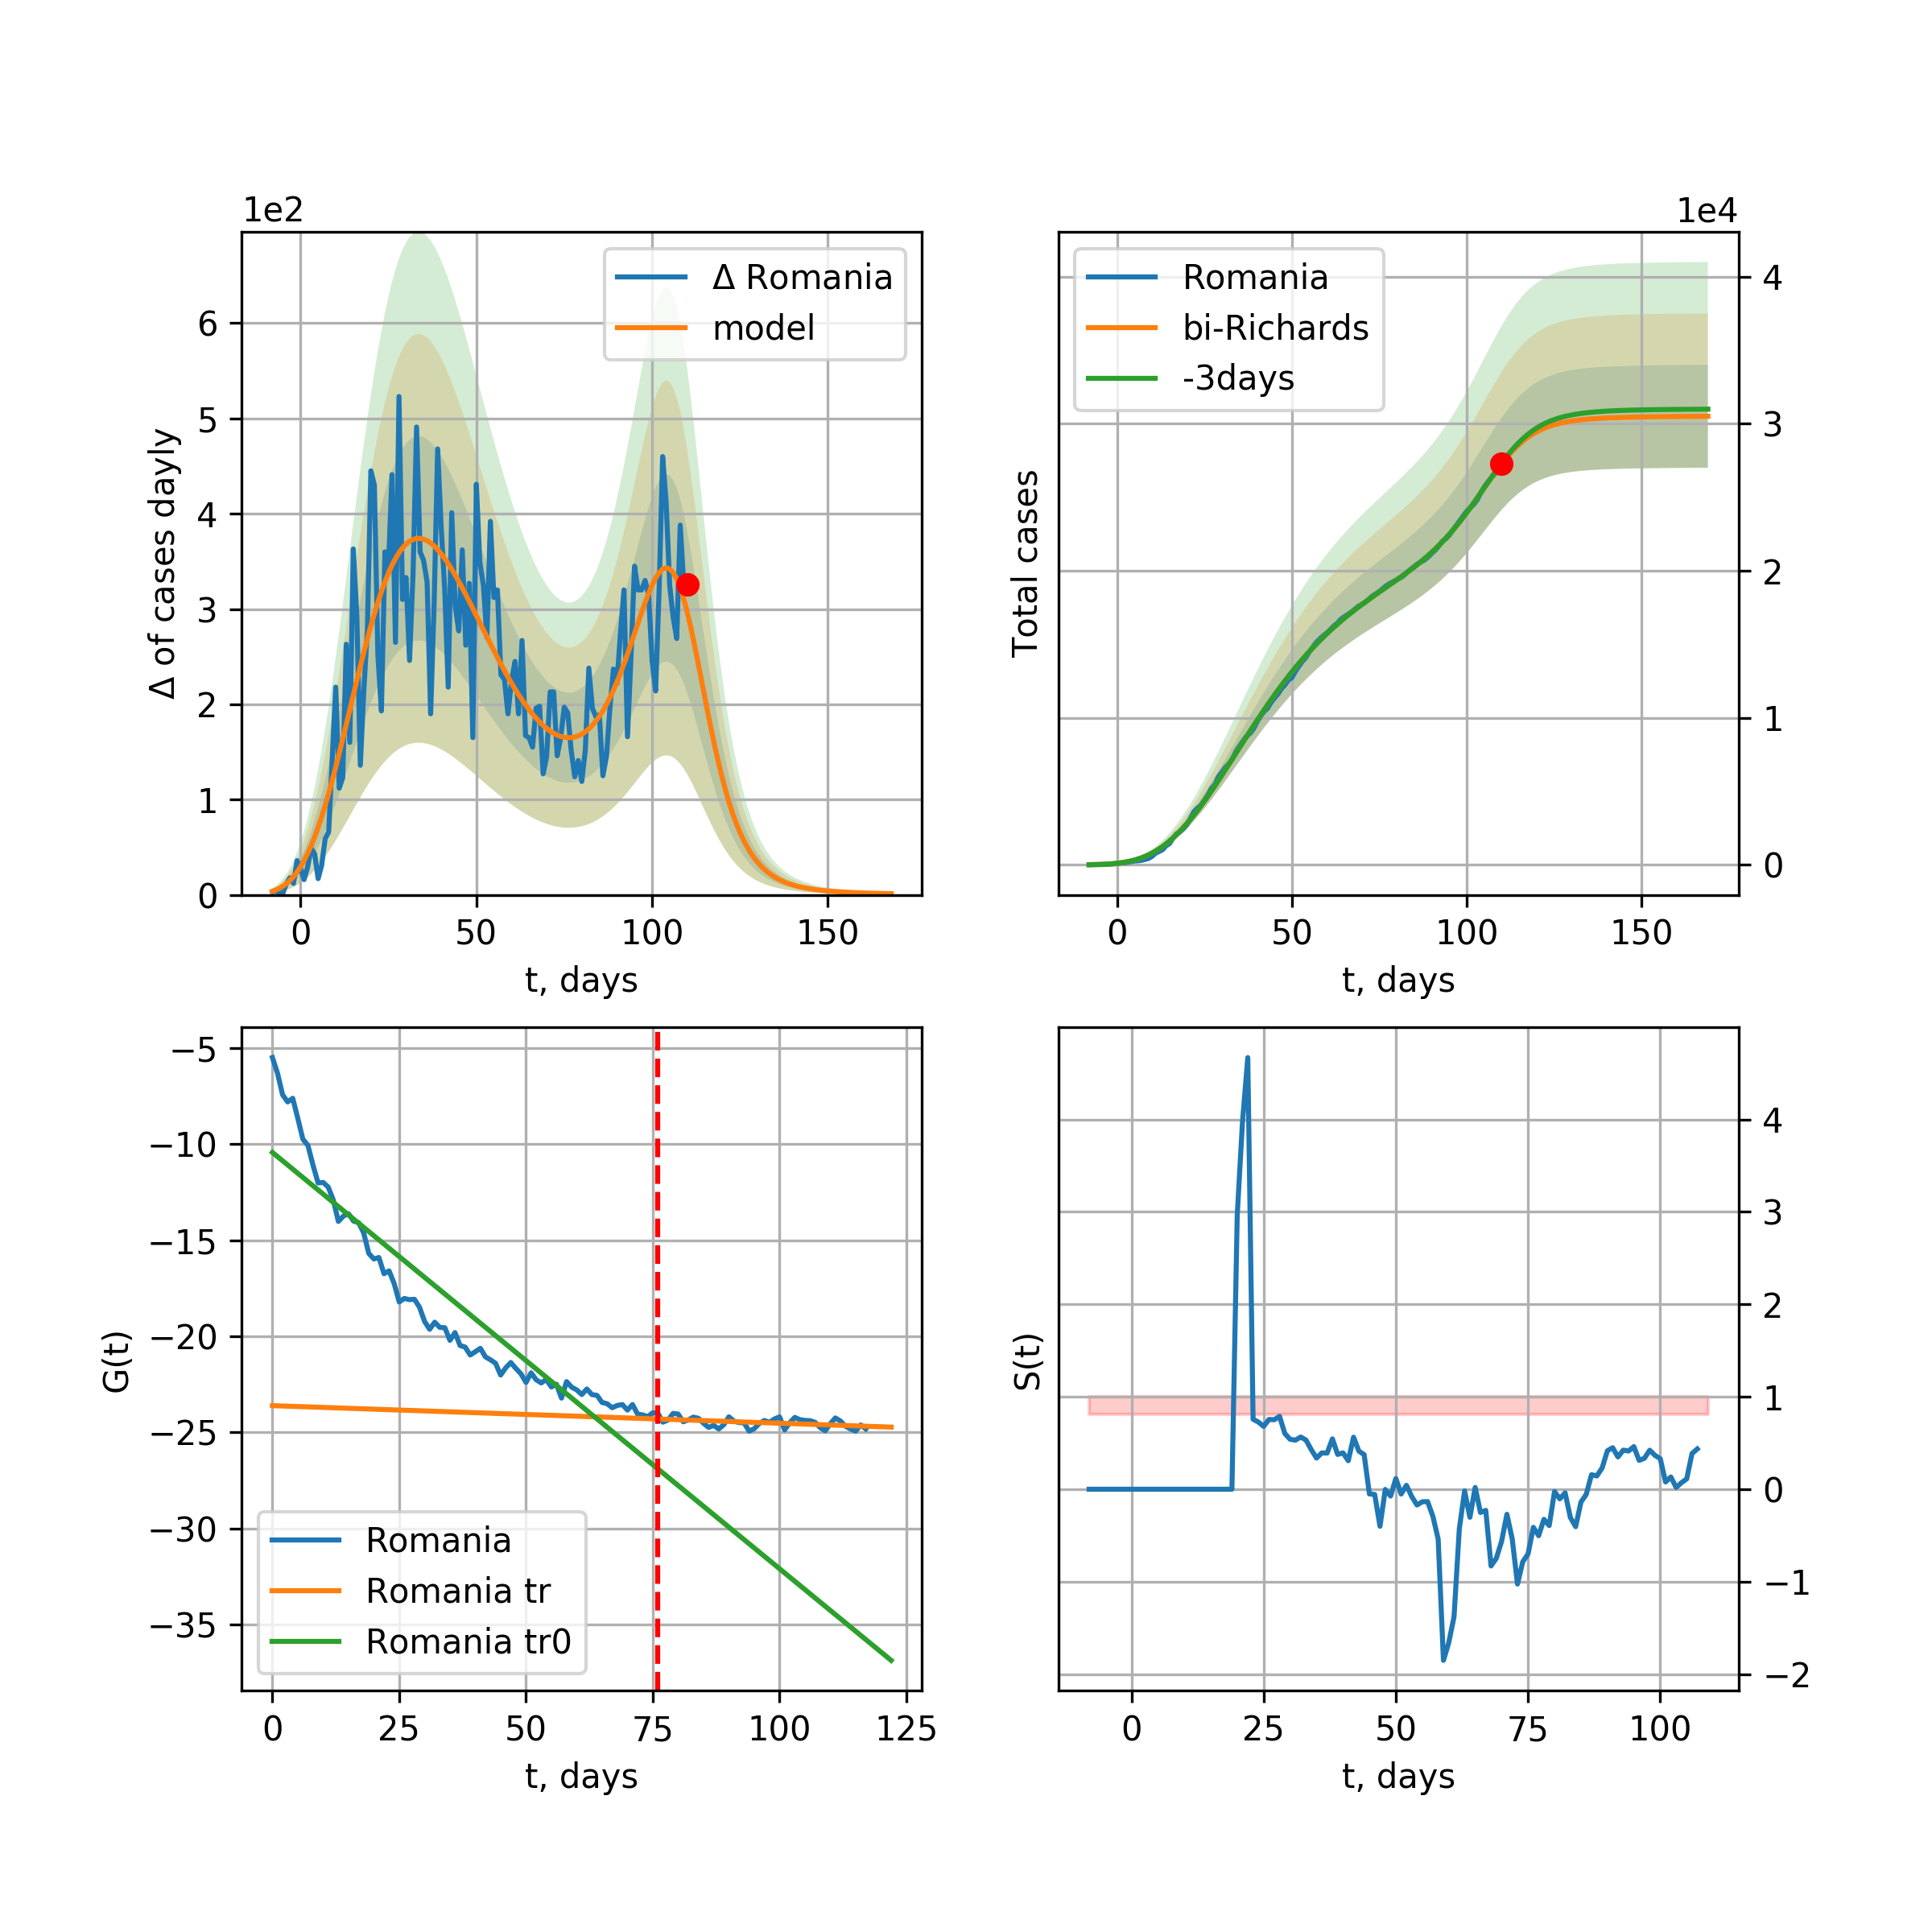 1e2
Δ Romania
model
Δ of cases dayly
6
5
4
3
2
1
0
0 50 100 150
t, days
1e4
Romania
bi-Richards
-3days
Total cases
4
3
2
1
0
0 50 100 150
t, days
G(t)
−5
−10
−15
−20
−25
−30
−35
Romania
Romania tr
Romania tr0
0 25 50 75 100 125
t, days
S(t)
4
3
2
1
0
−1
−2
0 25 50 75 100
t, days